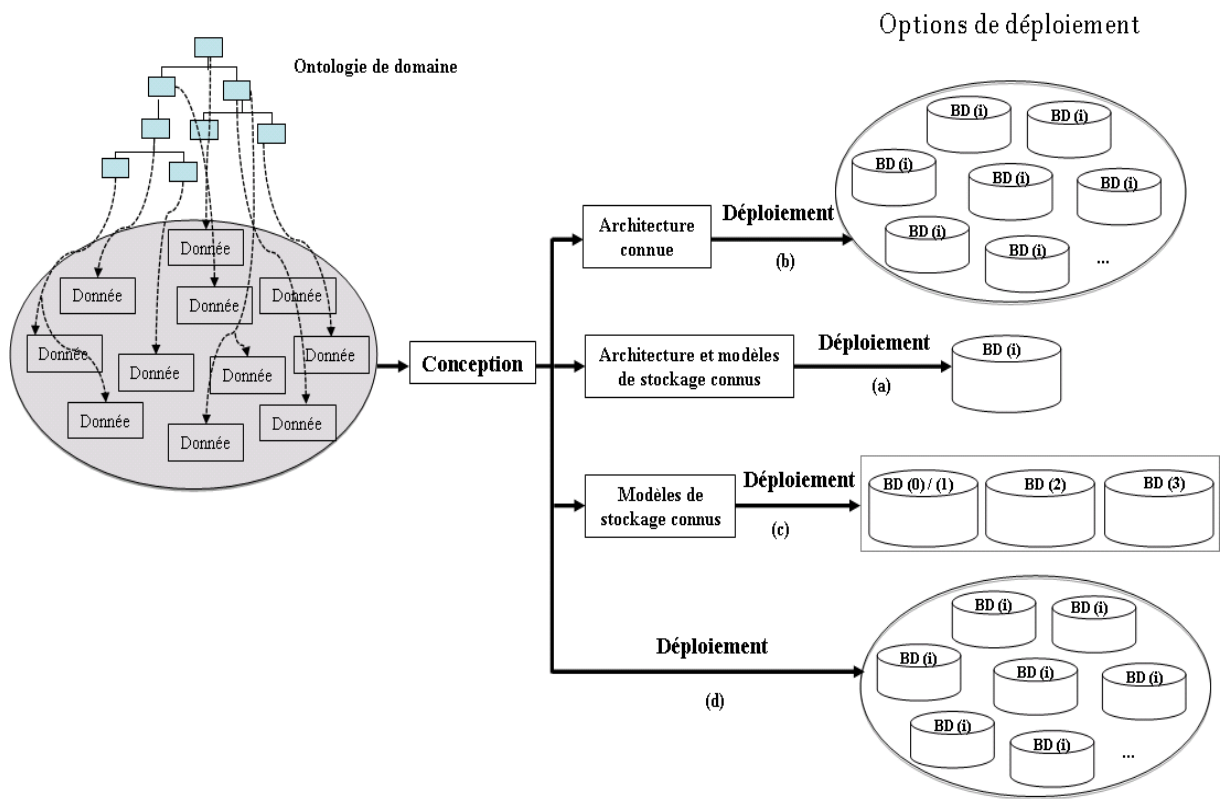 Options de déploiement
Ontologie de domaine
BD (i)
BD (i)
BD (i)
BD (i)
BD (i)
BD (i)
BD (i)
...
Architecture
connue
Déploiement
(b)
Donnée
Donnée
Donnée
Donnée
Donnée
Donnée
Donnée
Donnée
Donnée
Donnée
Donnée
Conception
Architecture et modèles
de stockage connus
Déploiement
(a)
BD (i)
Modèles de
stockage connus
Déploiement
(c)
BD (0) / (1)
BD (2)
BD (3)
Déploiement
(d)
BD (i)
BD (i)
BD (i)
BD (i)
BD (i)
BD (i)
BD (i)
...